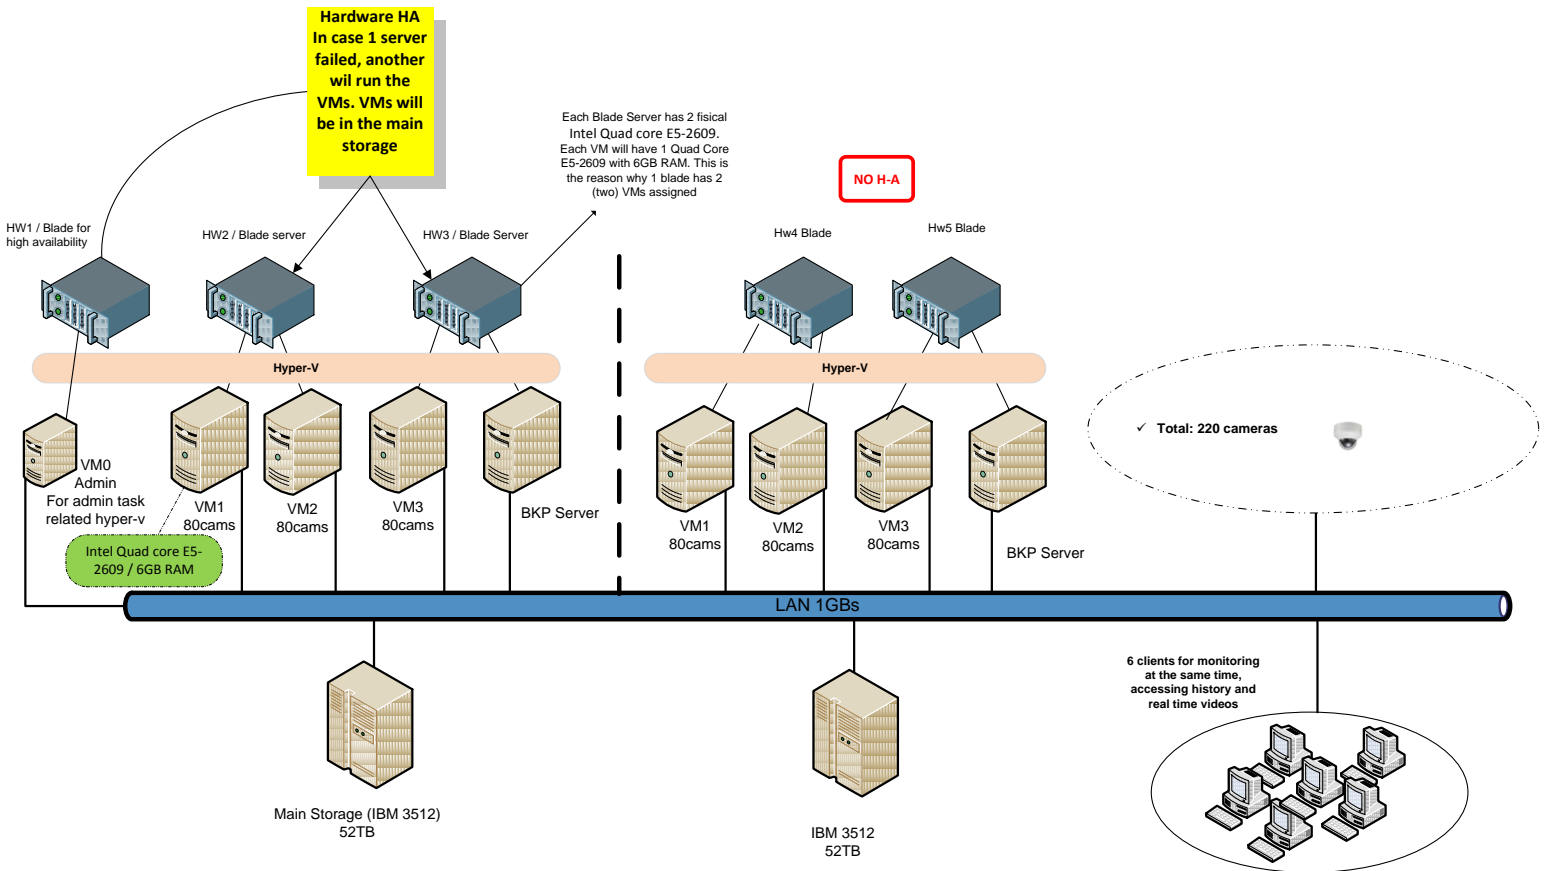 Hardware HA
In case 1 server
failed, another
wil run the
VMs. VMs will
be in the main
storage
Each Blade Server has 2 fisical
Intel Quad core E5-2609.
Each VM will have 1 Quad Core
E5-2609 with 6GB RAM. This is
the reason why 1 blade has 2
(two) VMs assigned
NO H-A
HW1 / Blade for
high availability
HW2 / Blade server
HW3 / Blade Server
Hw4 Blade
Hw5 Blade
Hyper-V
Hyper-V
✓ Total: 220 cameras
VM0
Admin
For admin task
related hyper-v
VM1
80cams
VM2
80cams
VM3
80cams
BKP Server
VM1
80cams
VM2
80cams
VM3
80cams
BKP Server
Intel Quad core E5-
2609 / 6GB RAM
LAN 1GBs
6 clients for monitoring
at the same time,
accessing history and
real time videos
Main Storage (IBM 3512)
52TB
IBM 3512
52TB